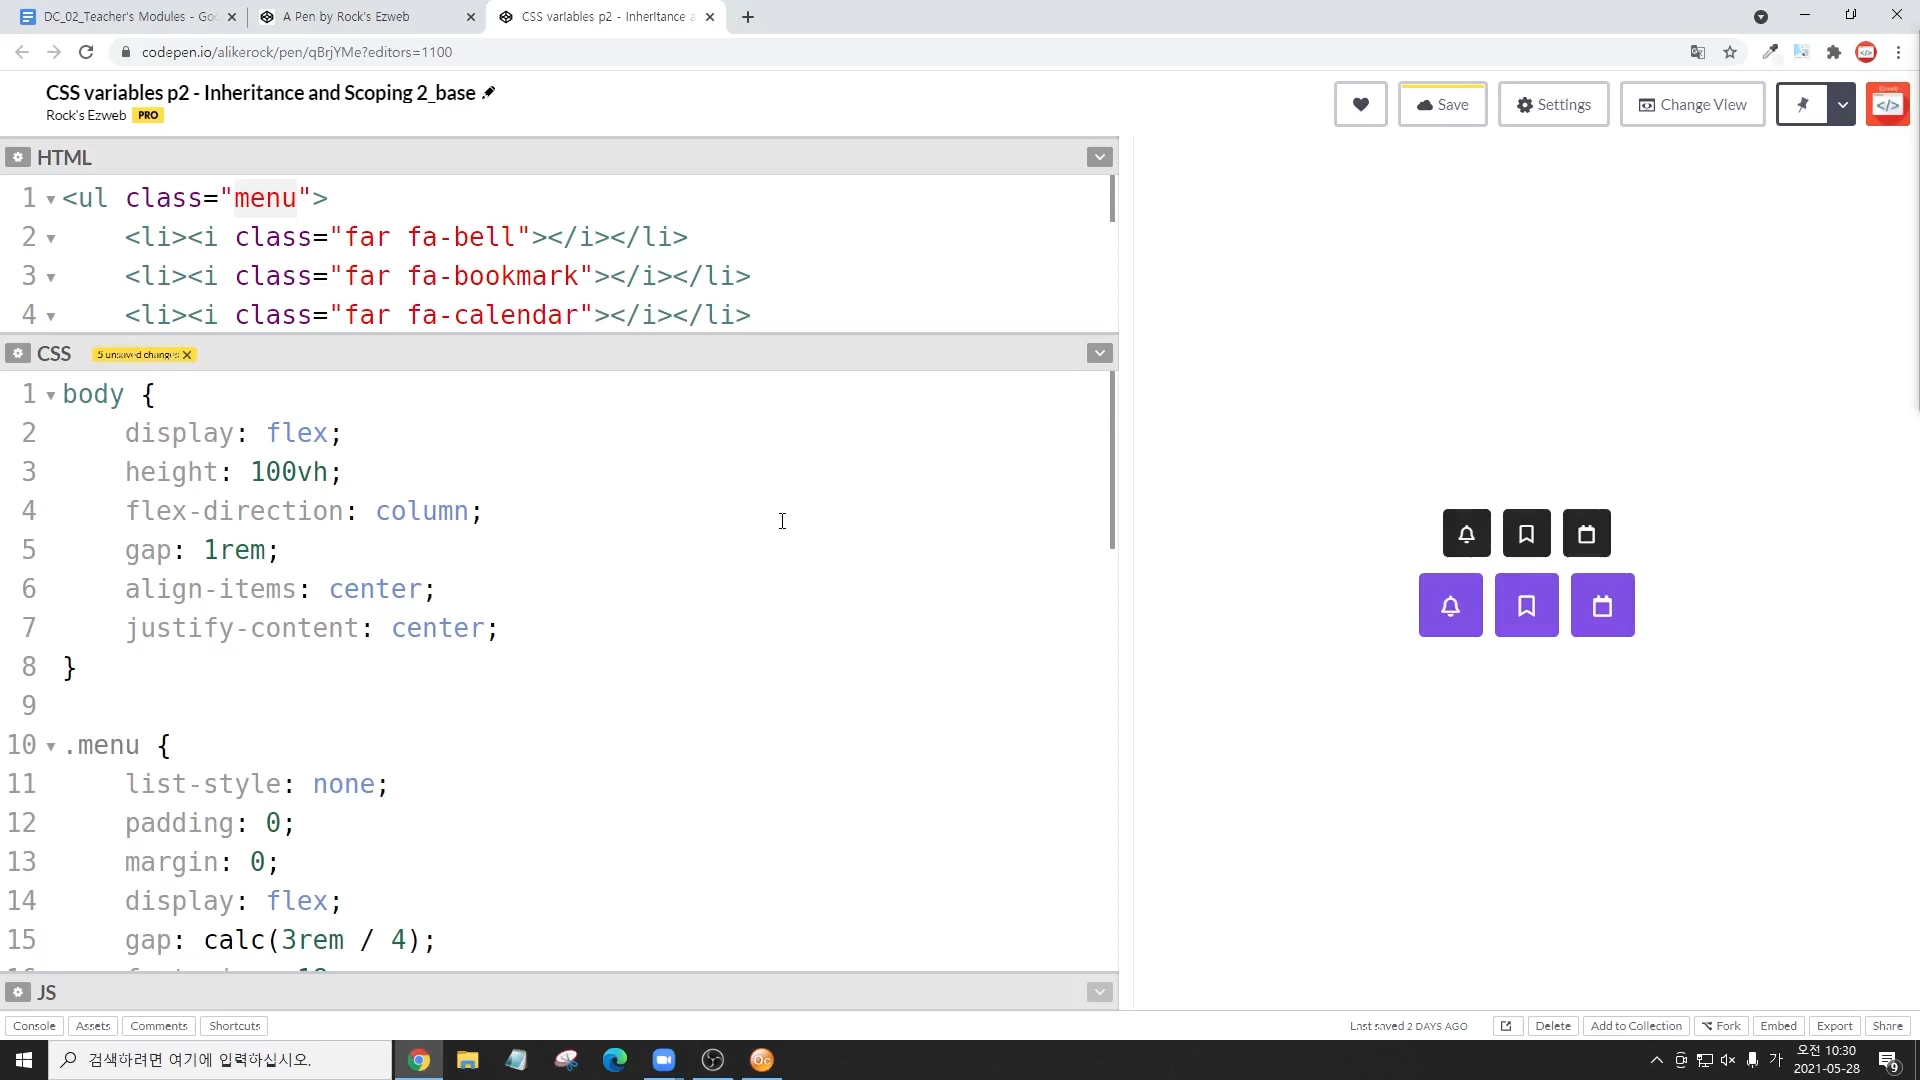 DC_02_Teacher's Modules - Goo
A Pen by Rock's Ezweb
CSS variables p2 - Inheritance a
codepen.io/alikerock/pen/qBrjYMe?editors=1100
CSS variables p2 - Inheritance and Scoping 2_base
Rock's Ezweb PRO
Save
Settings
Change View
HTML
1 <ul class="menu">
2 <li><i class="far fa-bell"></i></li>
3 <li><i class="far fa-bookmark"></i></li>
4 <li><i class="far fa-calendar"></i></li>
CSS 5 unsaved changes X
1 body {
2 display: flex;
3 height: 100vh;
4 flex-direction: column;
5 gap: 1rem;
6 align-items: center;
7 justify-content: center;
8 }
9
10 .menu {
11 list-style: none;
12 padding: 0;
13 margin: 0;
14 display: flex;
15 gap: calc(3rem / 4);
JS
Console Assets Comments Shortcuts
Last saved 2 DAYS AGO
Delete Add to Collection Fork Embed Export Share
검색하려면 여기에 입력하십시오.
가
오전 10:30
2021-05-28
9